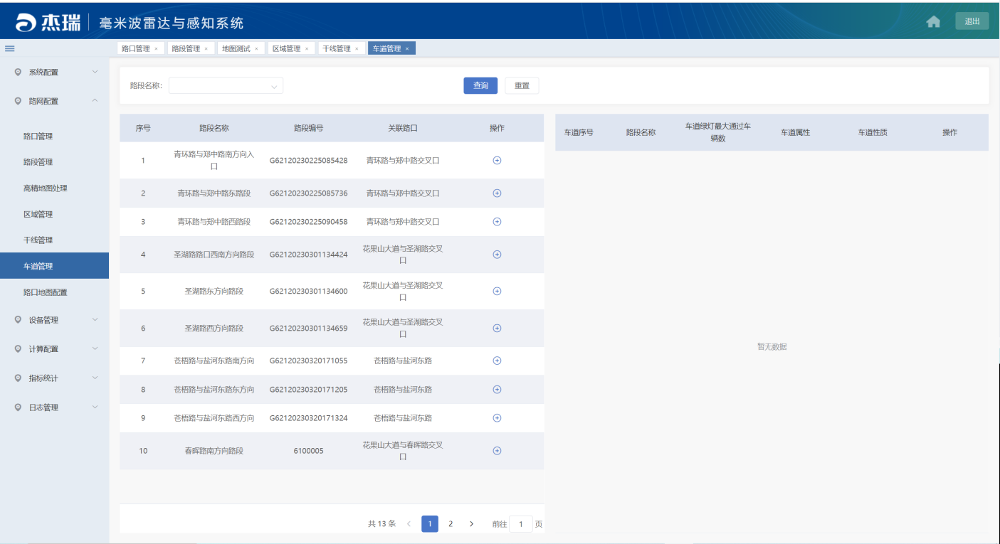 杰瑞 毫米波雷达与感知系统 退出
路口管理 × 路段管理 × 地图测试 × 区域管理 × 干线管理 × 车道管理 ×
系统配置
路网配置
路口管理
路段管理
高精地图处理
区域管理
干线管理
车道管理
路口地图配置
设备管理
计算配置
指标统计
日志管理
路段名称: 查询 重置
序号 路段名称 路段编号 关联路口 操作
1 青环路与郑中路南方向入 G62120230225085428 青环路与郑中路交叉口
口
2 青环路与郑中路东路段 G62120230225085736 青环路与郑中路交叉口
3 青环路与郑中路西路段 G62120230225090458 青环路与郑中路交叉口
4 圣湖路路口西南方向路段 G62120230301134424 花果山大道与圣湖路交叉
口
5 圣湖路东方向路段 G62120230301134600 花果山大道与圣湖路交叉
口
6 圣湖路西方向路段 G62120230301134659 花果山大道与圣湖路交叉
口
7 苍梧路与盐河东路南方向 G62120230320171055 苍梧路与盐河东路
8 苍梧路与盐河东路东方向 G62120230320171205 苍梧路与盐河东路
9 苍梧路与盐河东路西方向 G62120230320171324 苍梧路与盐河东路
10 春晖路南方向路段 6100005 花果山大道与春晖路交叉
口
共 13 条 < 1 2 > 前往 1 页
车道序号 路段名称 车道绿灯最大通过车 车道属性 车道性质 操作
辆数
暂无数据